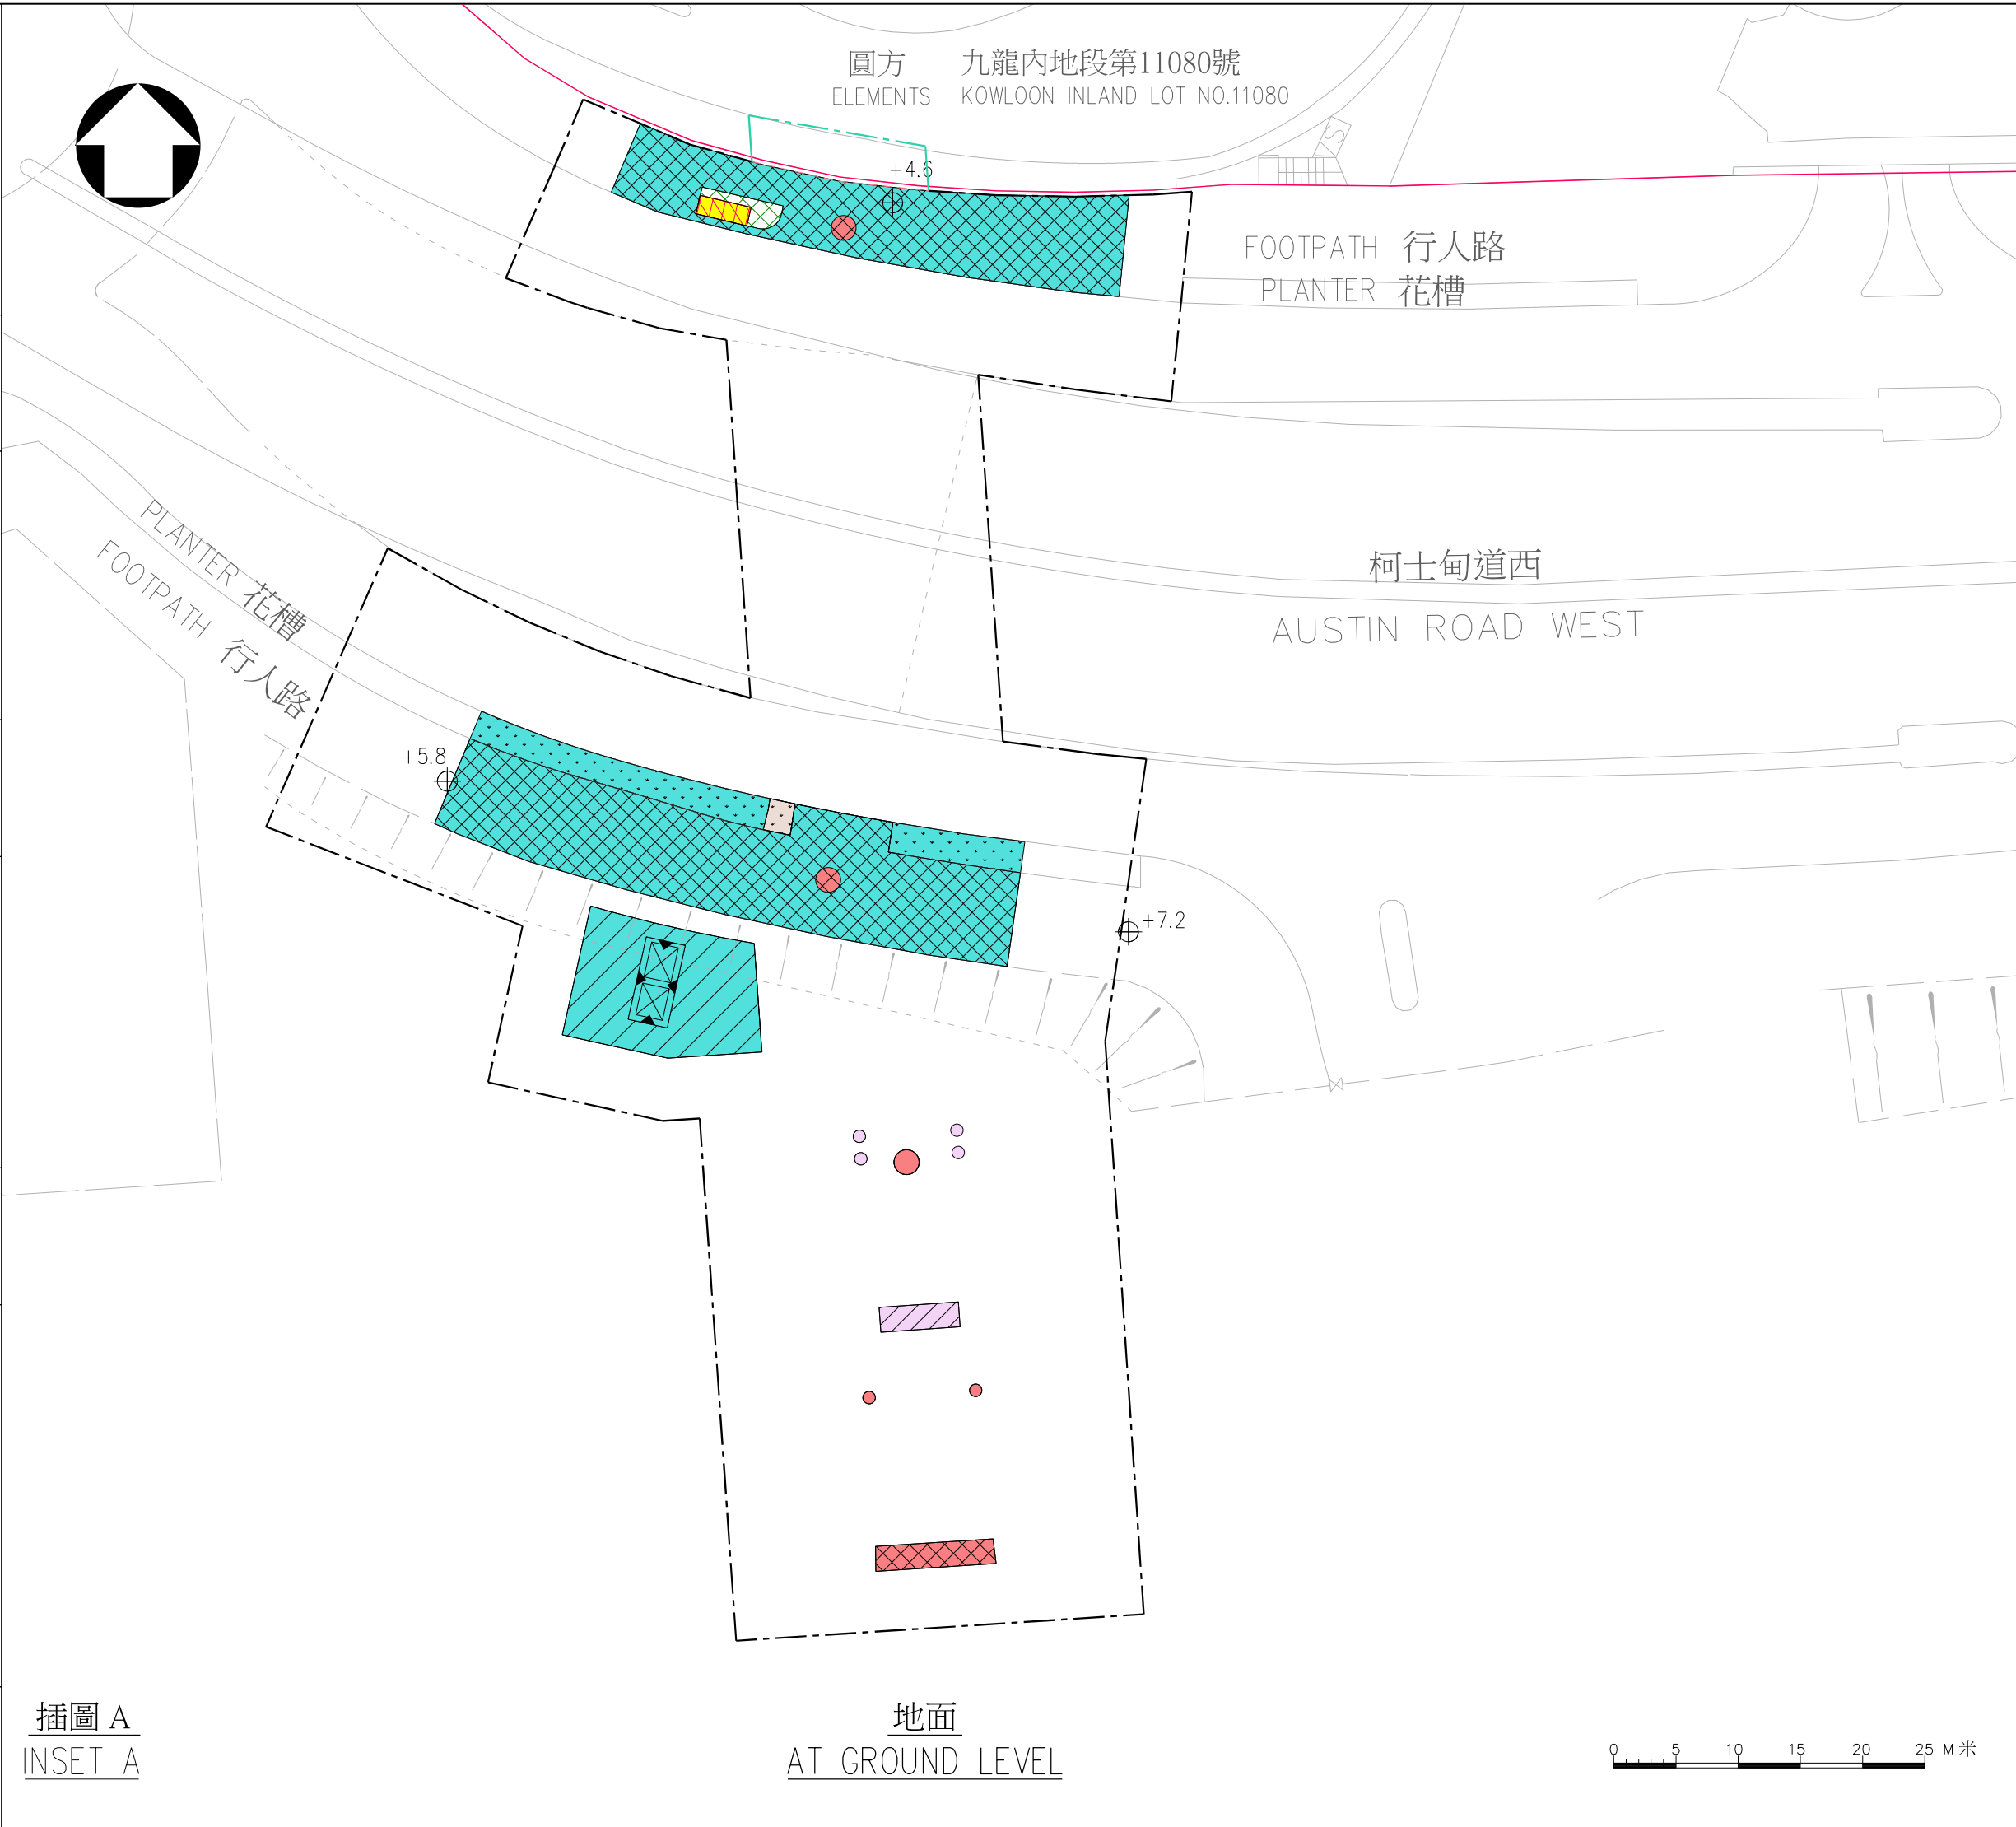 圓方 九龍內地段第11080號
ELEMENTS KOWLOON INLAND LOT NO.11080
S
+4.6
FOOTPATH 行人路
PLANTER 花槽
PLANTER 花槽
FOOTPATH 行人路
柯士甸道西
AUSTIN ROAD WEST
+5.8
+7.2
插圖 A
INSET A
地面
AT GROUND LEVEL
0 5 10 15 20 25 M 米